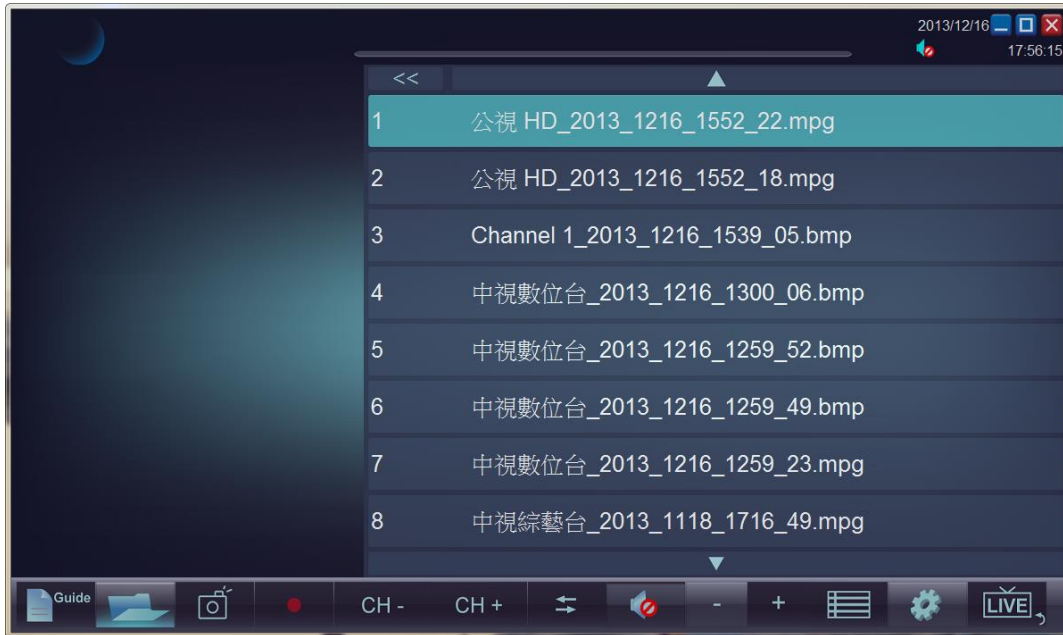 2013/12/16
17:56:15
<<
1 公視 HD_2013_1216_1552_22.mpg
2 公視 HD_2013_1216_1552_18.mpg
3 Channel 1_2013_1216_1539_05.bmp
4 中視數位台_2013_1216_1300_06.bmp
5 中視數位台_2013_1216_1259_52.bmp
6 中視數位台_2013_1216_1259_49.bmp
7 中視數位台_2013_1216_1259_23.mpg
8 中視綜藝台_2013_1118_1716_49.mpg
Guide CH - CH + - + LIVE